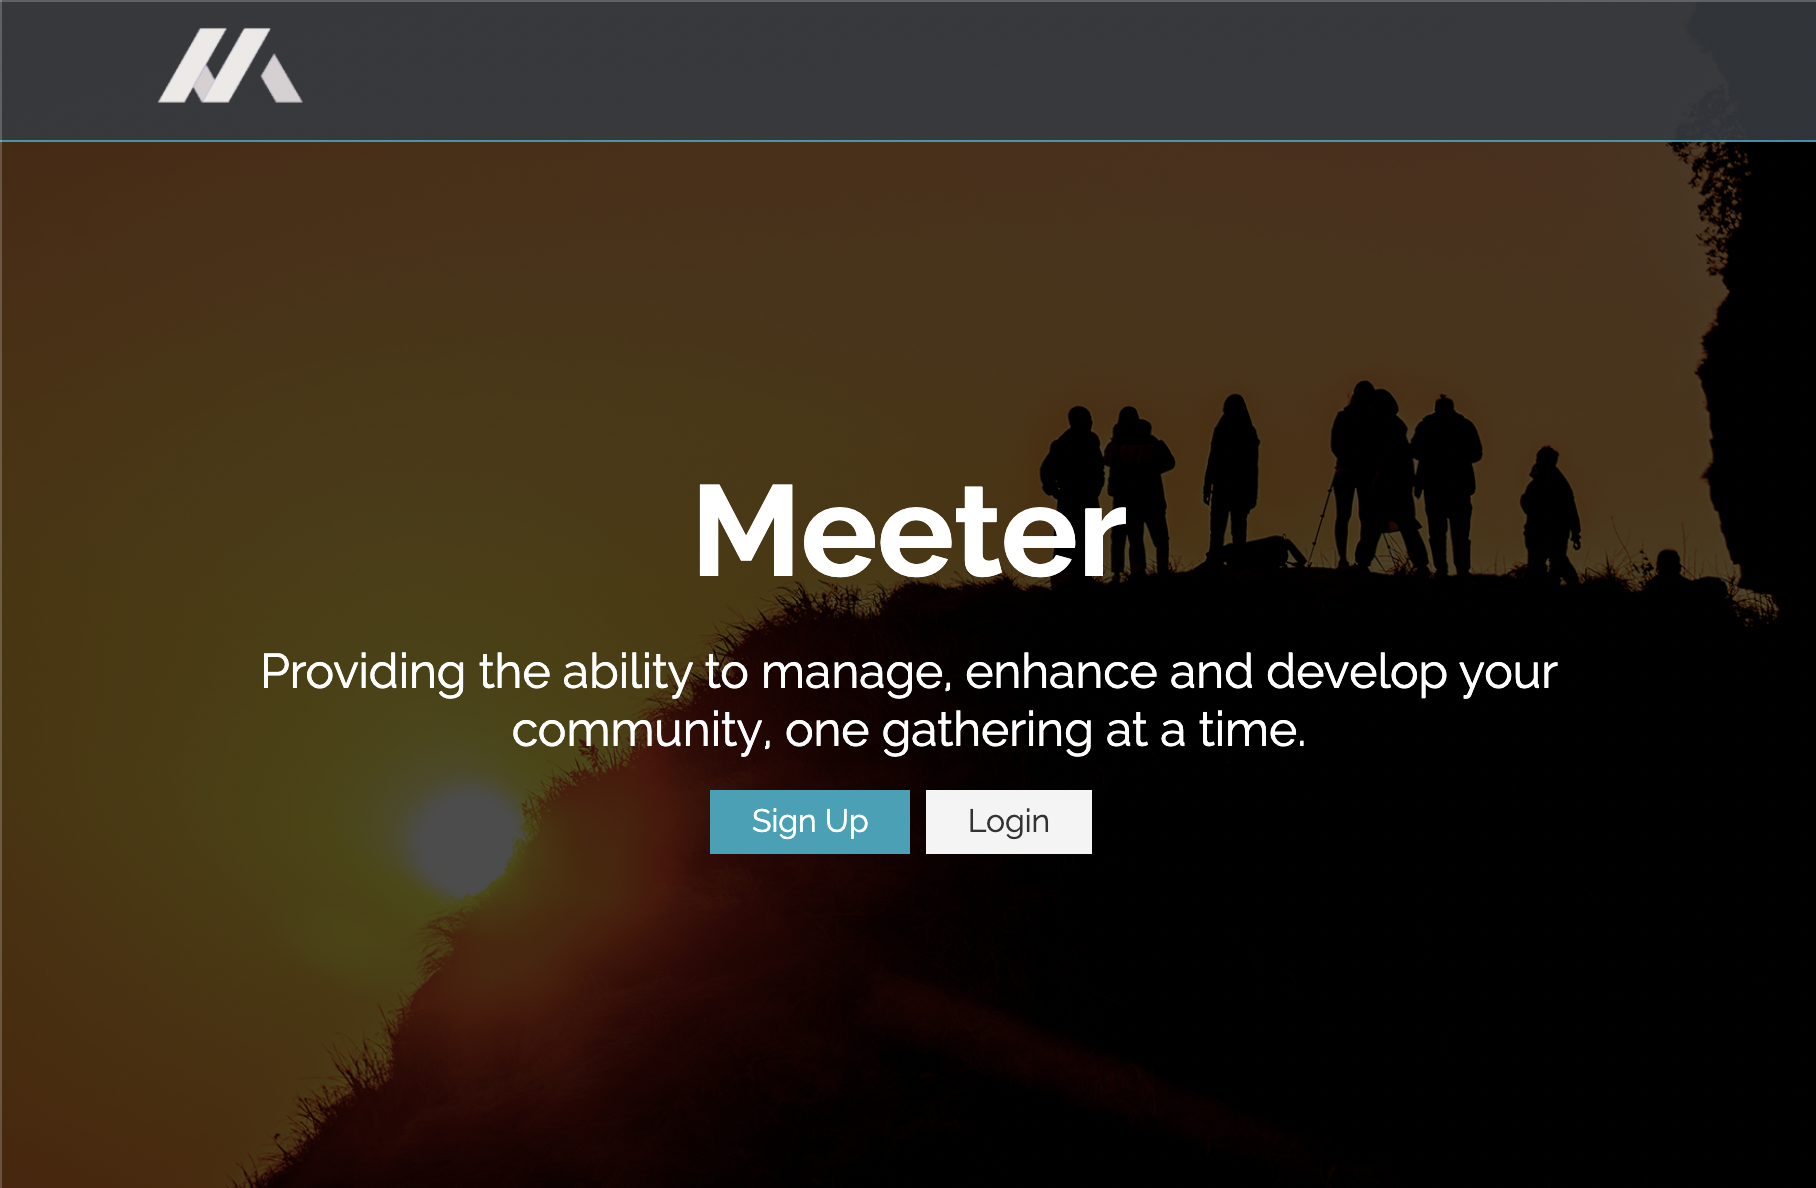 Meeter
Providing the ability to manage, enhance and develop your
community, one gathering at a time.
Sign Up
Login